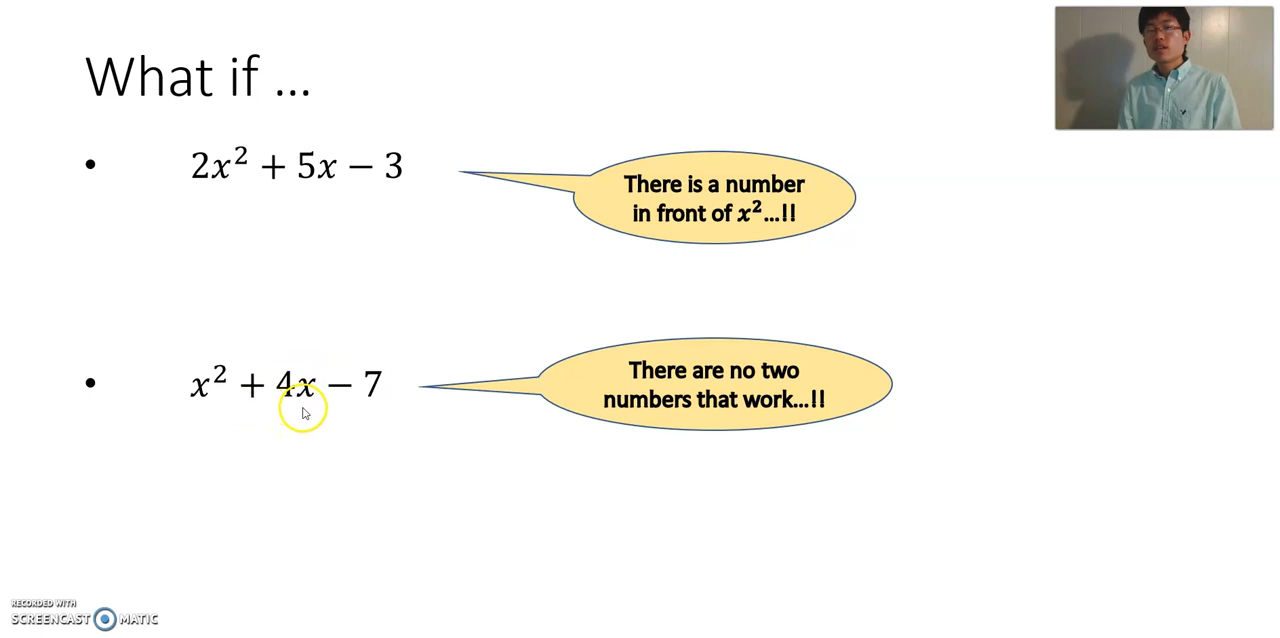 What if ...
• 2x² + 5x − 3
There is a number
in front of x²...!!
• x² + 4x − 7
There are no two
numbers that work...!!
RECORDED WITH
SCREENCAST MATIC